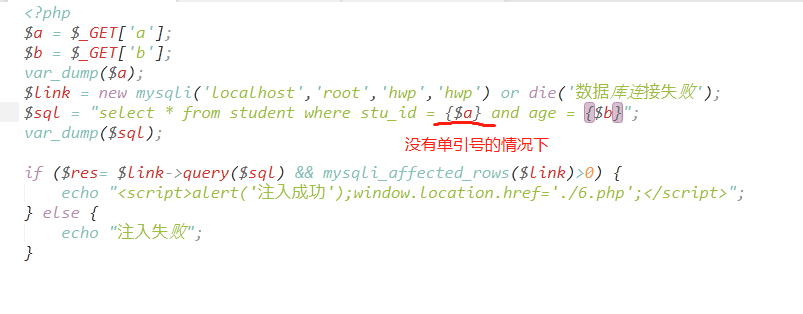 <?php
$a = $_GET['a'];
$b = $_GET['b'];
var_dump($a);
$link = new mysqli('localhost','root','hwp','hwp') or die('数据库连接失败');
$sql = "select * from student where stu_id = {$a} and age = {$b}";
var_dump($sql);
没有单引号的情况下
if ($res= $link->query($sql) && mysqli_affected_rows($link)>0) {
echo "<script>alert('注入成功');window.location.href='./6.php';</script>";
} else {
echo "注入失败";
}